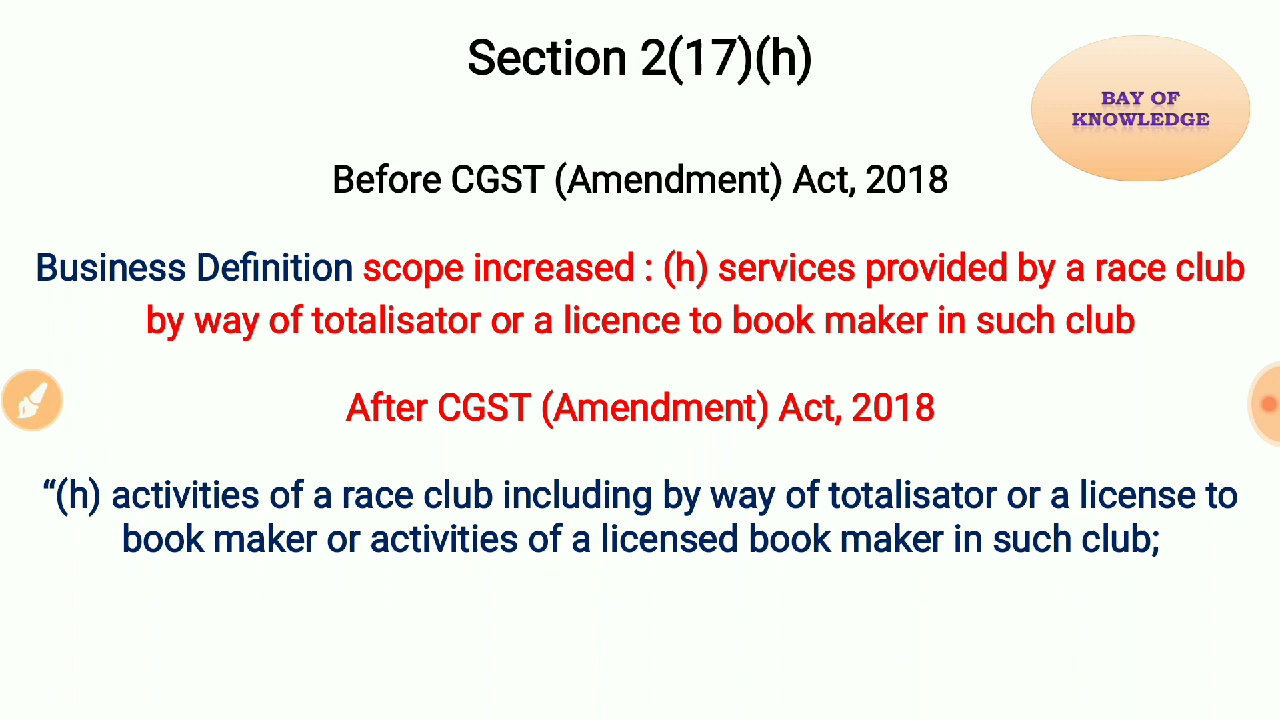 Section 2(17)(h)
BAY OF
KNOWLEDGE
Before CGST (Amendment) Act, 2018
Business Definition scope increased : (h) services provided by a race club
by way of totalisator or a licence to book maker in such club
After CGST (Amendment) Act, 2018
“(h) activities of a race club including by way of totalisator or a license to
book maker or activities of a licensed book maker in such club;